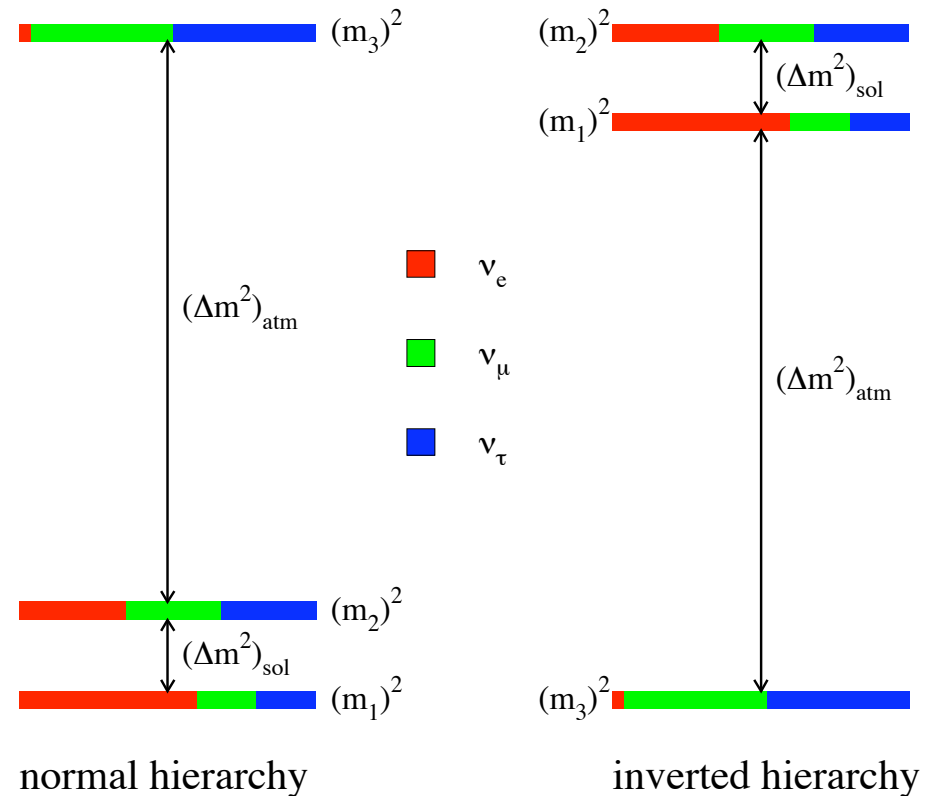 (m₃)²
(m₂)²
(Δm²)sol
(m₁)²
νe
(Δm²)atm
νμ
(Δm²)atm
ντ
(m₂)²
(Δm²)sol
(m₁)²
(m₃)²
normal hierarchy
inverted hierarchy